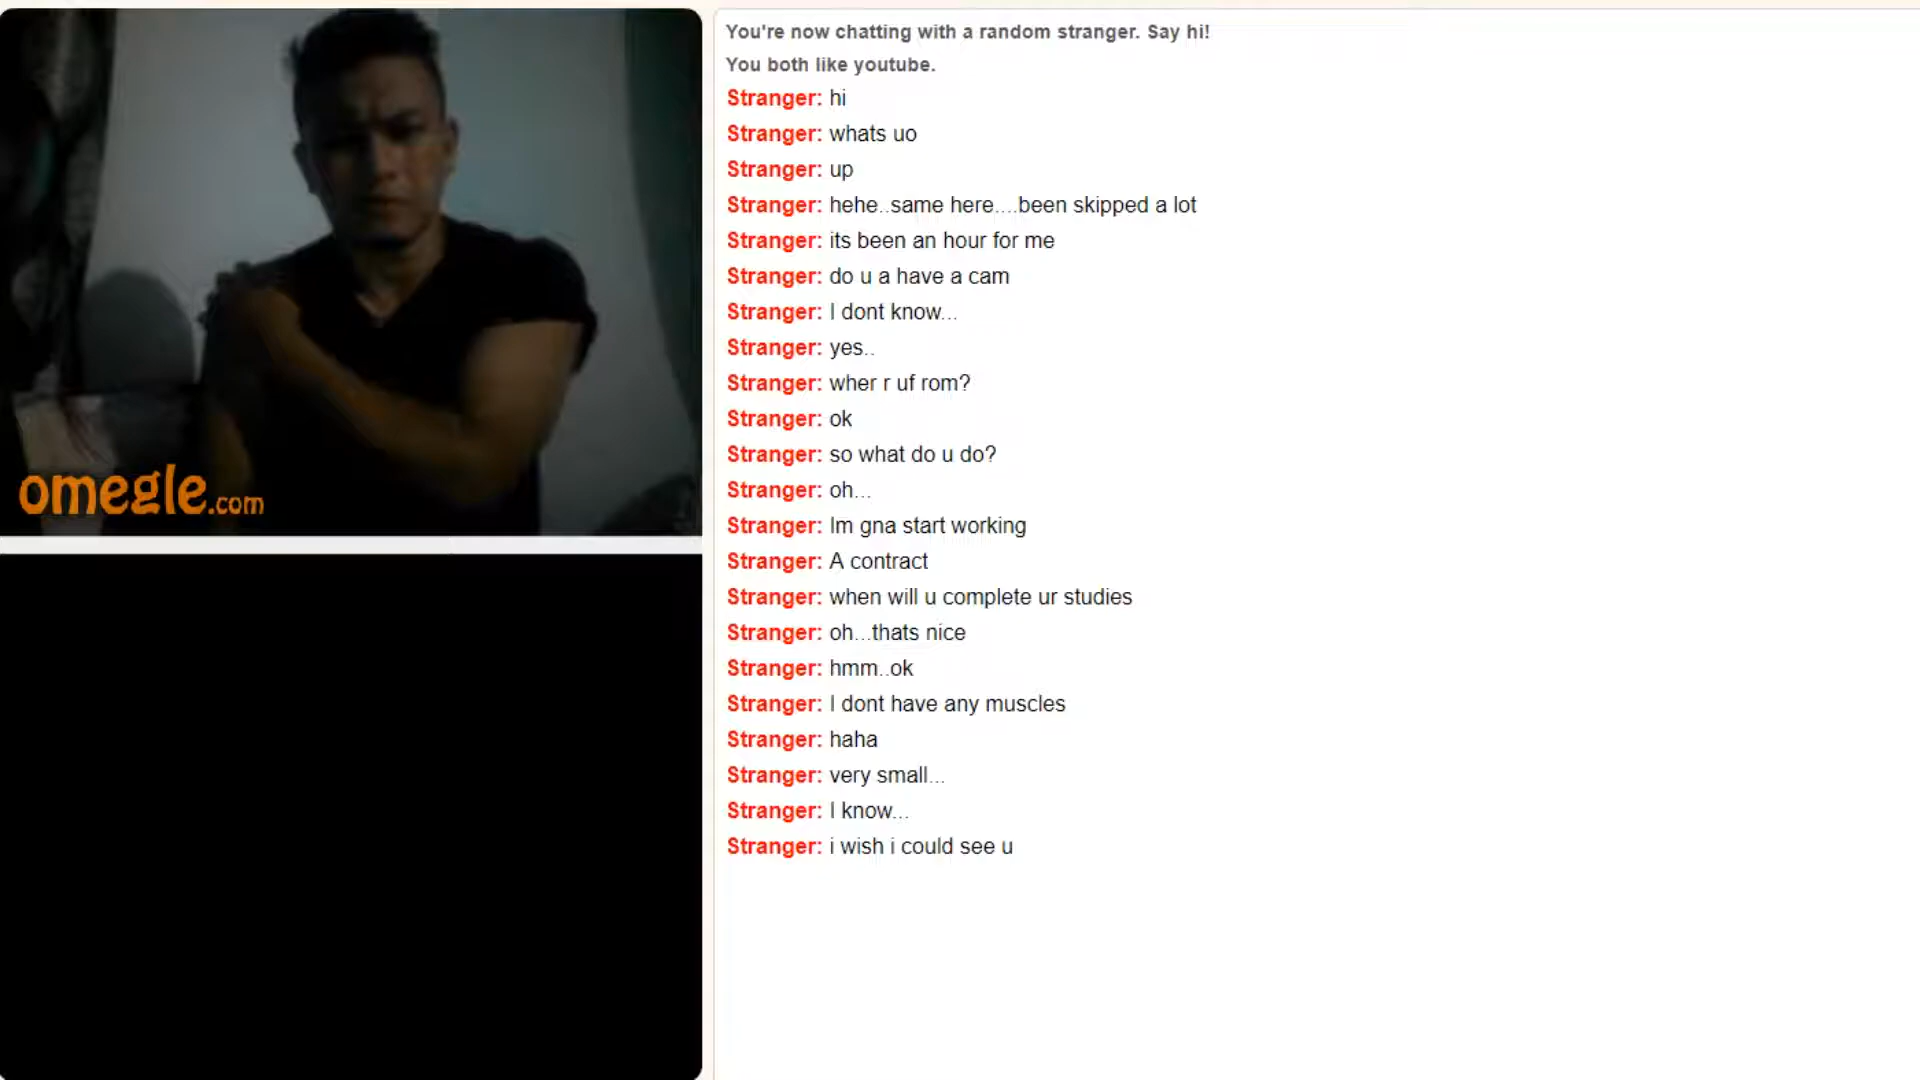 You're now chatting with a random stranger. Say hi!
You both like youtube.
Stranger: hi
Stranger: whats uo
Stranger: up
Stranger: hehe..same here....been skipped a lot
Stranger: its been an hour for me
Stranger: do u a have a cam
Stranger: I dont know...
Stranger: yes..
Stranger: wher r uf rom?
Stranger: ok
Stranger: so what do u do?
Stranger: oh...
Stranger: Im gna start working
Stranger: A contract
Stranger: when will u complete ur studies
Stranger: oh...thats nice
Stranger: hmm..ok
Stranger: I dont have any muscles
Stranger: haha
Stranger: very small...
Stranger: I know...
Stranger: i wish i could see u
omegle.com